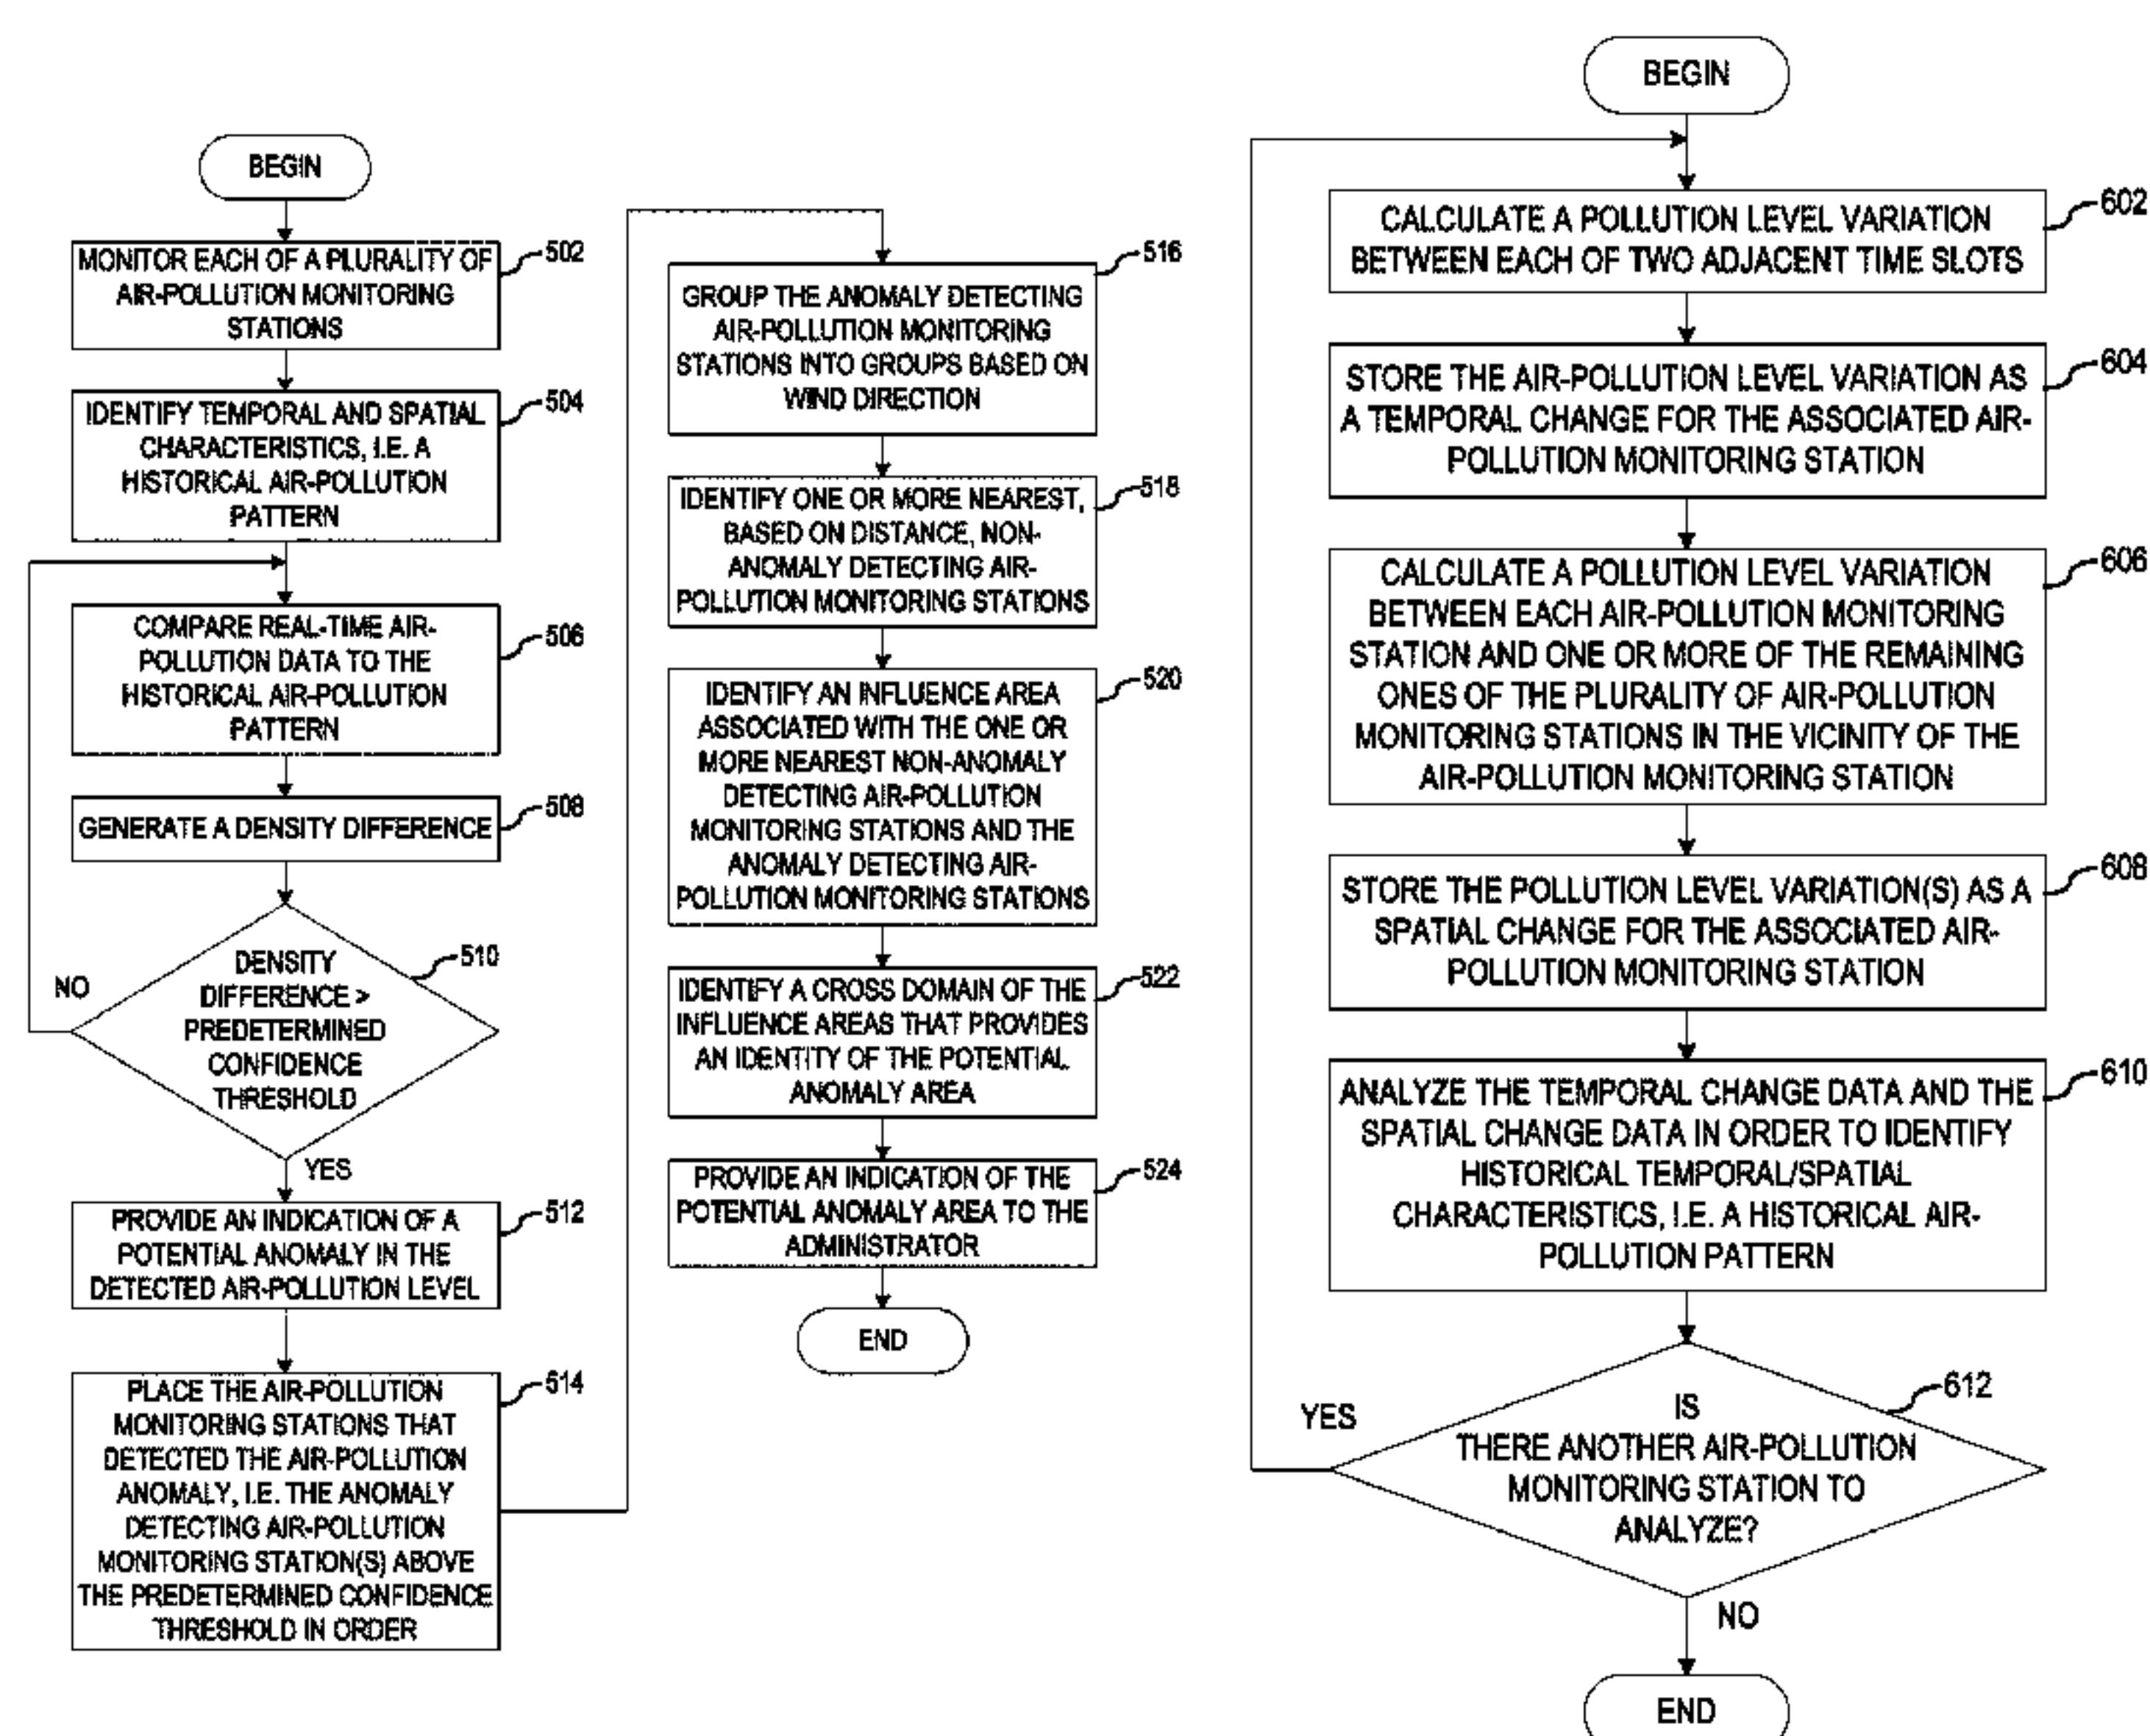 BEGIN
MONITOR EACH OF A PLURALITY OF
AIR-POLLUTION MONITORING
STATIONS
502
IDENTIFY TEMPORAL AND SPATIAL
CHARACTERISTICS, I.E. A
HISTORICAL AIR-POLLUTION
PATTERN
504
COMPARE REAL-TIME AIR-
POLLUTION DATA TO THE
HISTORICAL AIR-POLLUTION
PATTERN
506
GENERATE A DENSITY DIFFERENCE
508
DENSITY
DIFFERENCE >
PREDETERMINED
CONFIDENCE
THRESHOLD
510
NO
YES
PROVIDE AN INDICATION OF A
POTENTIAL ANOMALY IN THE
DETECTED AIR-POLLUTION LEVEL
512
PLACE THE AIR-POLLUTION
MONITORING STATIONS THAT
DETECTED THE AIR-POLLUTION
ANOMALY, I.E. THE ANOMALY
DETECTING AIR-POLLUTION
MONITORING STATION(S) ABOVE
THE PREDETERMINED CONFIDENCE
THRESHOLD IN ORDER
514
GROUP THE ANOMALY DETECTING
AIR-POLLUTION MONITORING
STATIONS INTO GROUPS BASED ON
WIND DIRECTION
516
IDENTIFY ONE OR MORE NEAREST,
BASED ON DISTANCE, NON-
ANOMALY DETECTING AIR-
POLLUTION MONITORING STATIONS
518
IDENTIFY AN INFLUENCE AREA
ASSOCIATED WITH THE ONE OR
MORE NEAREST NON-ANOMALY
DETECTING AIR-POLLUTION
MONITORING STATIONS AND THE
ANOMALY DETECTING AIR-
POLLUTION MONITORING STATIONS
520
IDENTIFY A CROSS DOMAIN OF THE
INFLUENCE AREAS THAT PROVIDES
AN IDENTITY OF THE POTENTIAL
ANOMALY AREA
522
PROVIDE AN INDICATION OF THE
POTENTIAL ANOMALY AREA TO THE
ADMINISTRATOR
524
END
BEGIN
CALCULATE A POLLUTION LEVEL VARIATION
BETWEEN EACH OF TWO ADJACENT TIME SLOTS
602
STORE THE AIR-POLLUTION LEVEL VARIATION AS
A TEMPORAL CHANGE FOR THE ASSOCIATED AIR-
POLLUTION MONITORING STATION
604
CALCULATE A POLLUTION LEVEL VARIATION
BETWEEN EACH AIR-POLLUTION MONITORING
STATION AND ONE OR MORE OF THE REMAINING
ONES OF THE PLURALITY OF AIR-POLLUTION
MONITORING STATIONS IN THE VICINITY OF THE
AIR-POLLUTION MONITORING STATION
606
STORE THE POLLUTION LEVEL VARIATION(S) AS A
SPATIAL CHANGE FOR THE ASSOCIATED AIR-
POLLUTION MONITORING STATION
608
ANALYZE THE TEMPORAL CHANGE DATA AND THE
SPATIAL CHANGE DATA IN ORDER TO IDENTIFY
HISTORICAL TEMPORAL/SPATIAL
CHARACTERISTICS, I.E. A HISTORICAL AIR-
POLLUTION PATTERN
610
IS
THERE ANOTHER AIR-POLLUTION
MONITORING STATION TO
ANALYZE?
612
YES
NO
END